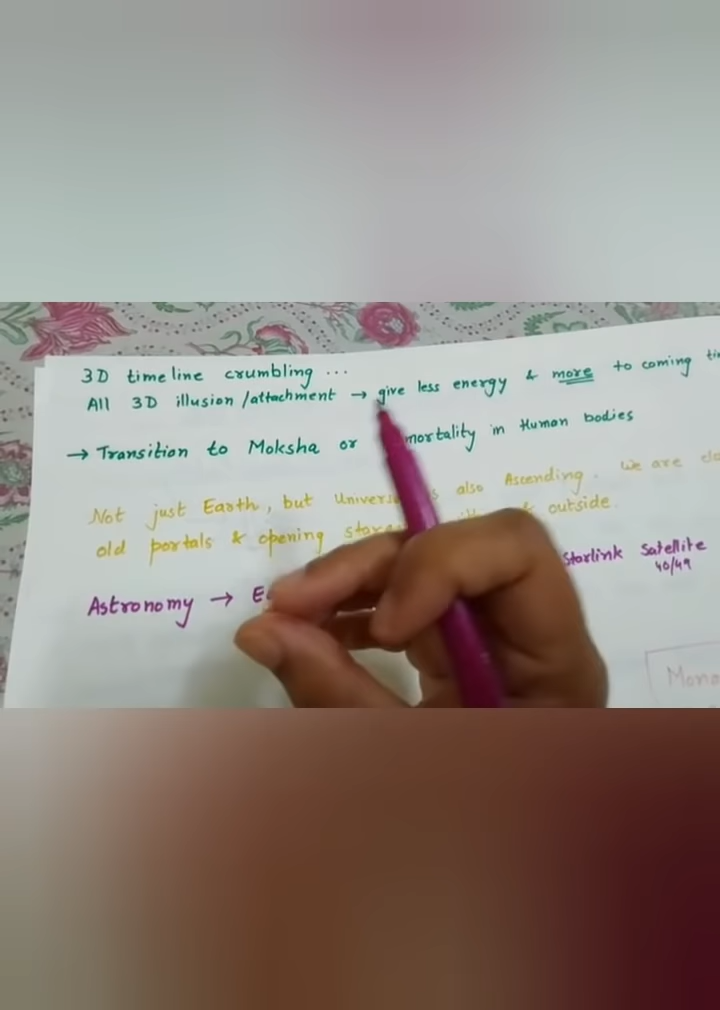 3D timeline crumbling ...
All 3D illusion/attachment → give less energy & more to coming
→ Transition to Moksha or mortality in Human bodies
Not just Earth, but also Ascending. We are
old portals & opening outside.
Astronomy → Starlink Satellite
40/49